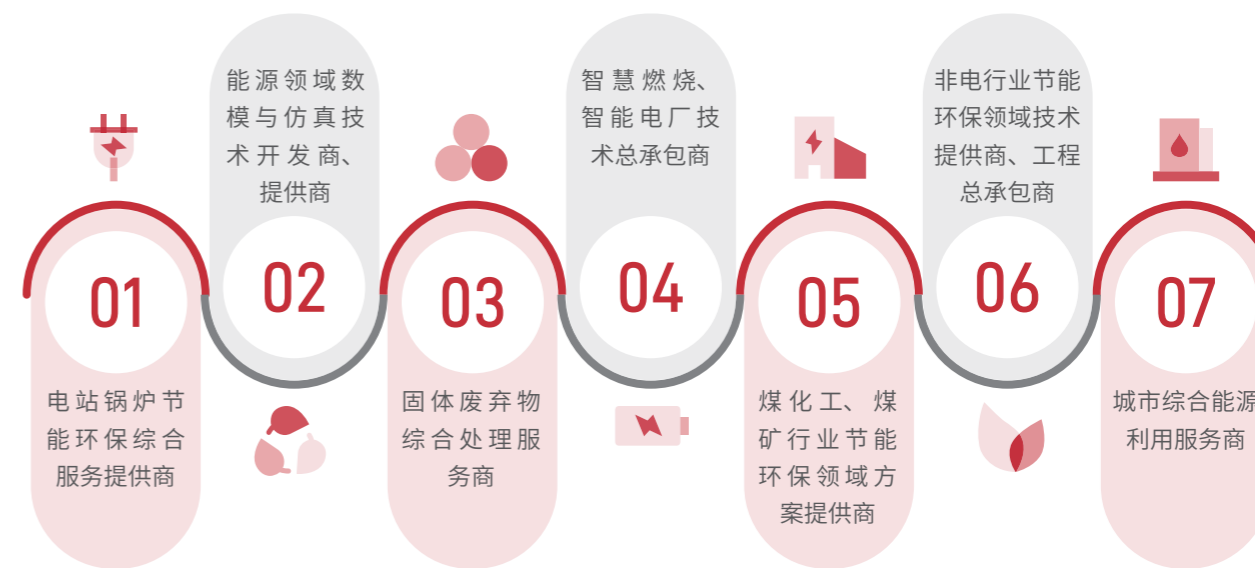 01
电站锅炉节
能环保综合
服务提供商
能源领域数
模与仿真技
术开发商、
提供商
02
03
固体废弃物
综合处理服
务商
智慧燃烧、
智能电厂技
术总承包商
04
05
煤化工、煤
矿行业节能
环保领域方
案提供商
非电行业节能
环保领域技术
提供商、工程
总承包商
06
07
城市综合能源
利用服务商